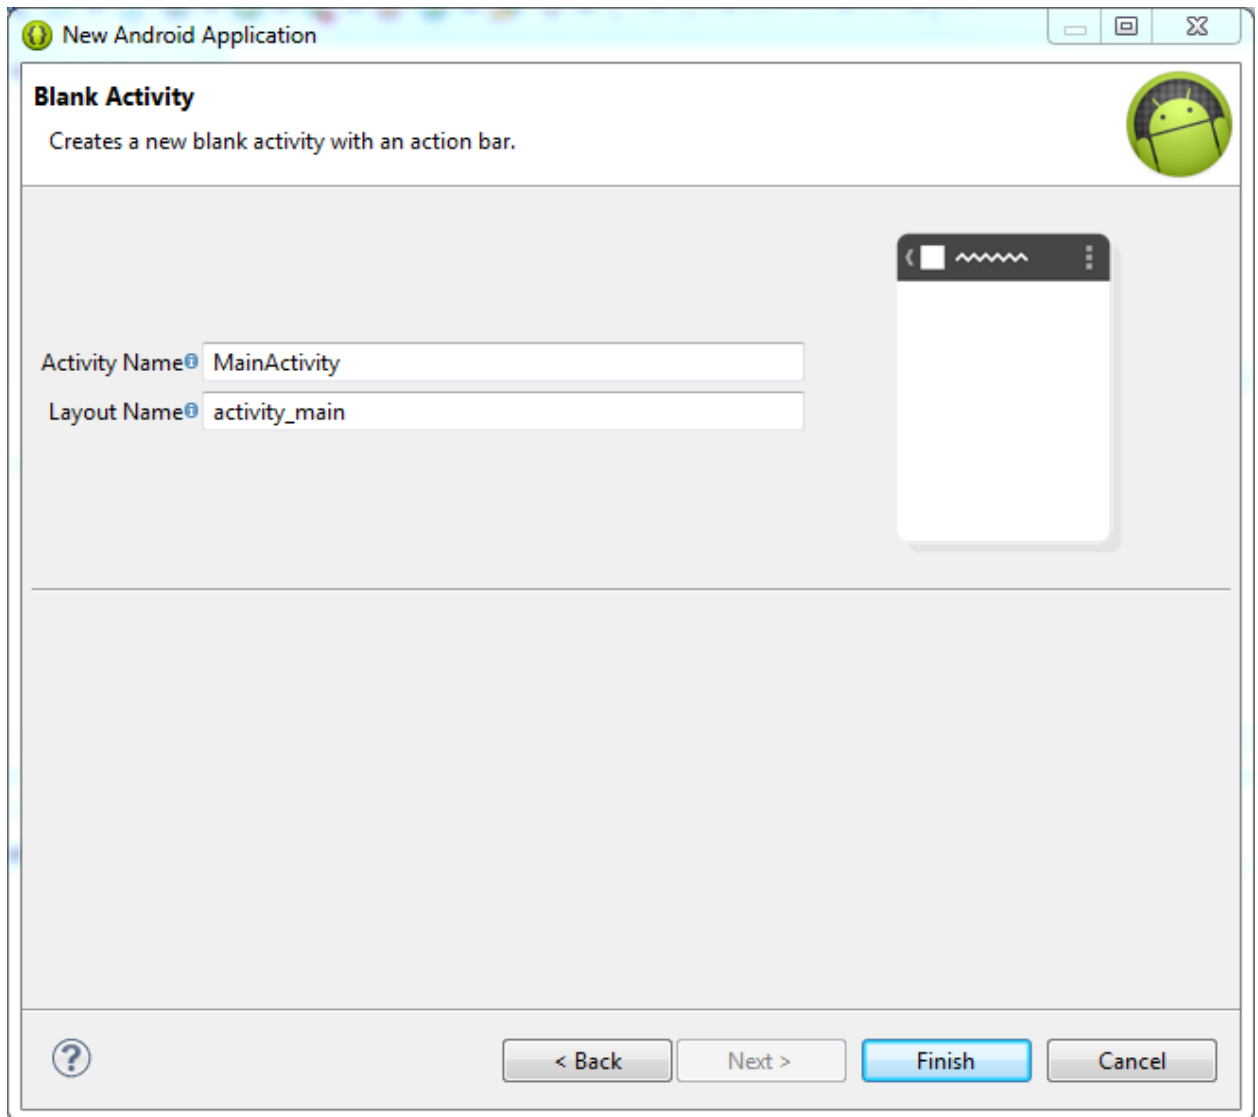 New Android Application
Blank Activity
Creates a new blank activity with an action bar.
Activity Name MainActivity
Layout Name activity_main
< Back Next > Finish Cancel